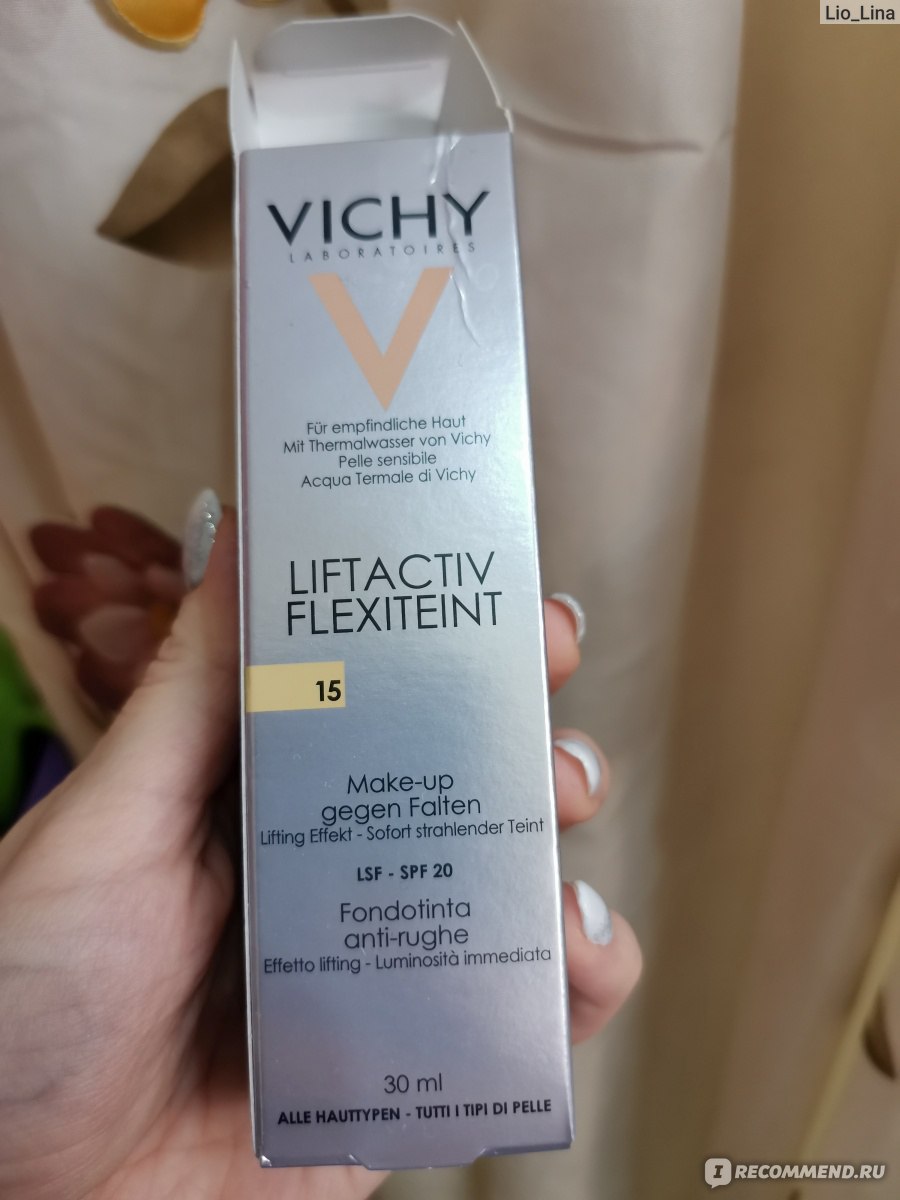 Lio_Lina
VICHY
LABORATOIRES
V
Für empfindliche Haut
Mit Thermalwasser von Vichy
Pelle sensibile
Acqua Termale di Vichy
LIFTACTIV
FLEXITEINT
15
Make-up
gegen Falten
Lifting Effekt - Sofort strahlender Teint
LSF - SPF 20
Fondotinta
anti-rughe
Effetto lifting - Luminosità immediata
30 ml
ALLE HAUTTYPEN - TUTTI I TIPI DI PELLE
I RECOMMEND.RU